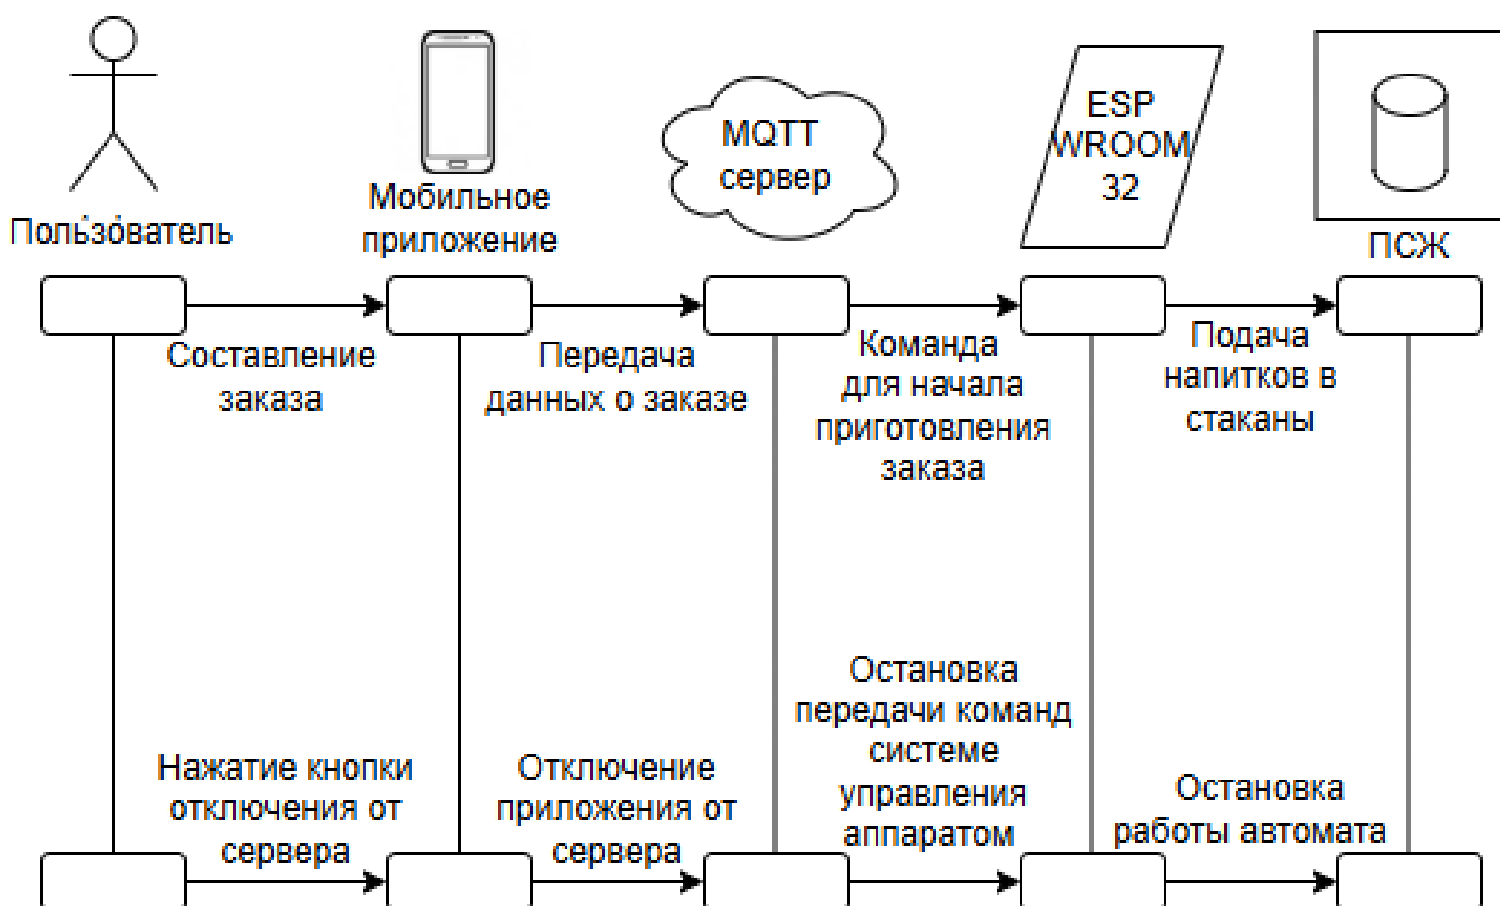 Пользователь
Мобильное
приложение
MQTT
сервер
ESP
WROOM
32
ПСЖ
Составление
заказа
Передача
данных о заказе
Команда
для начала
приготовления
заказа
Подача
напитков в
стаканы
Нажатие кнопки
отключения от
сервера
Отключение
приложения от
сервера
Остановка
передачи команд
системе
управления
аппаратом
Остановка
работы автомата